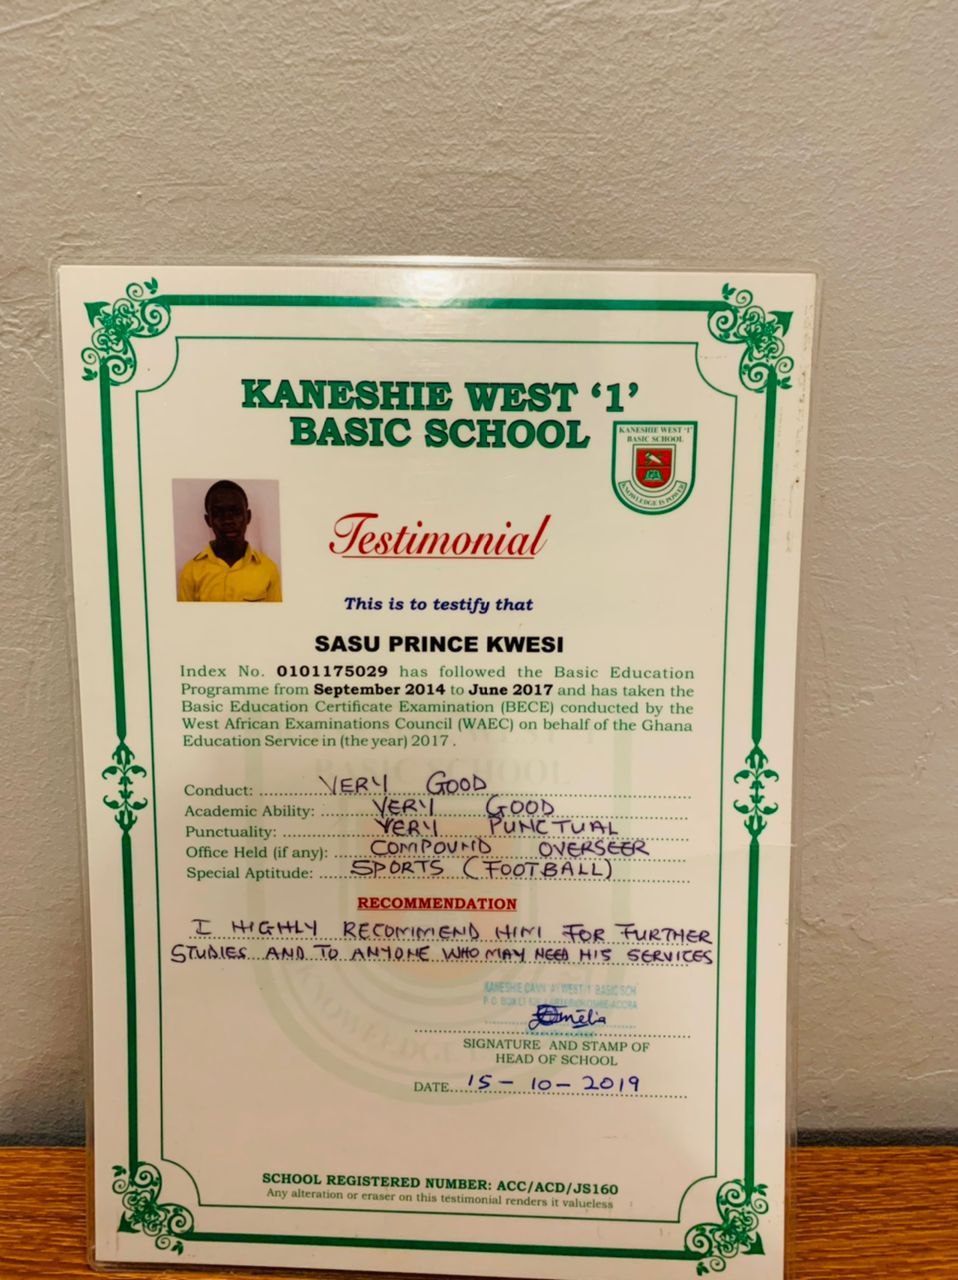 KANESHIE WEST '1'
BASIC SCHOOL
KANESHIE WEST '1'
BASIC SCHOOL
KNOWLEDGE IS POWER
Testimonial
This is to testify that
SASU PRINCE KWESI
Index No. 0101175029 has followed the Basic Education
Programme from September 2014 to June 2017 and has taken the
Basic Education Certificate Examination (BECE) conducted by the
West African Examinations Council (WAEC) on behalf of the Ghana
Education Service in (the year) 2017 .
Conduct: VERY GOOD
Academic Ability: VERY GOOD
Punctuality: VERY PUNCTUAL
Office Held (if any): COMPOUND OVERSEER
Special Aptitude: SPORTS (FOOTBALL)
RECOMMENDATION
I HIGHLY RECOMMEND HIM FOR FURTHER
STUDIES AND TO ANYONE WHO MAY NEED HIS SERVICES
KANESHIE WEST BASIC SCH
P. O. BOX ACCRA
SIGNATURE AND STAMP OF
HEAD OF SCHOOL
DATE 15 - 10 - 2019
SCHOOL REGISTERED NUMBER: ACC/ACD/JS160
Any alteration or eraser on this testimonial renders it valueless